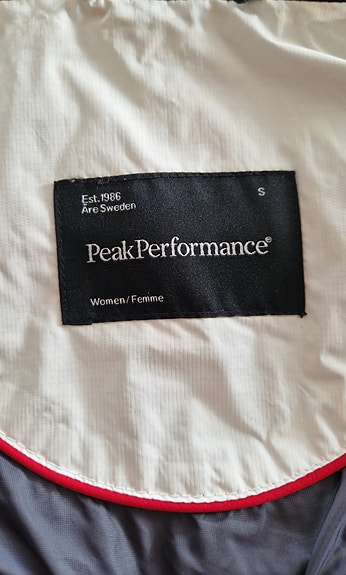 Est.1986
S
Åre Sweden
PeakPerformance®
Women/Femme